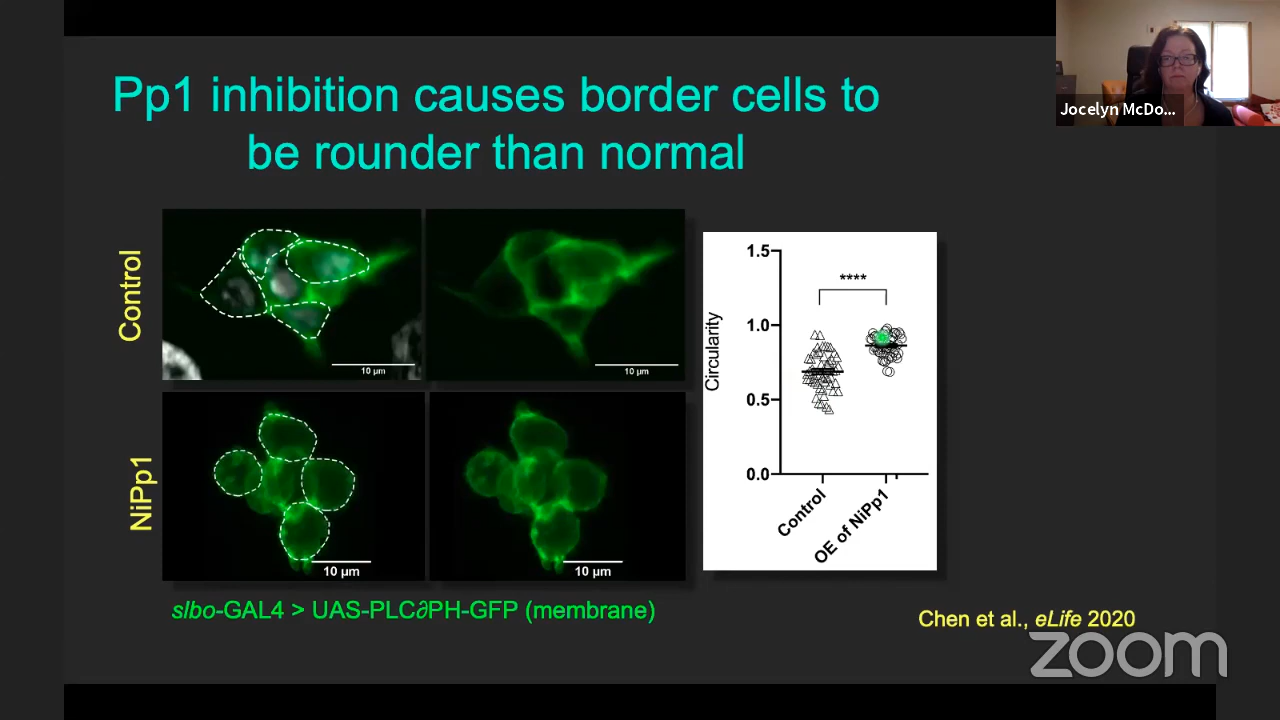 Pp1 inhibition causes border cells to
be rounder than normal
Jocelyn McDo...
Control
10 µm
10 µm
NiPp1
10 µm
10 µm
slbo-GAL4 > UAS-PLC∂PH-GFP (membrane)
1.5
1.0
0.5
0.0
Circularity
****
Control
OE of NiPp1
Chen et al., eLife 2020
zoom